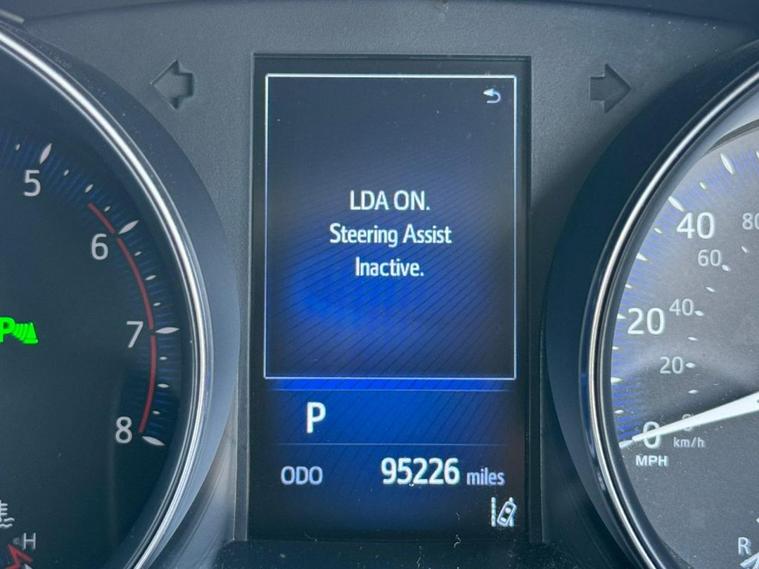 LDA ON.
Steering Assist
Inactive.
P
ODO 95226 miles
5
6
7
8
P
H
40
80
60
20
40
20
0
0
km/h
MPH
R